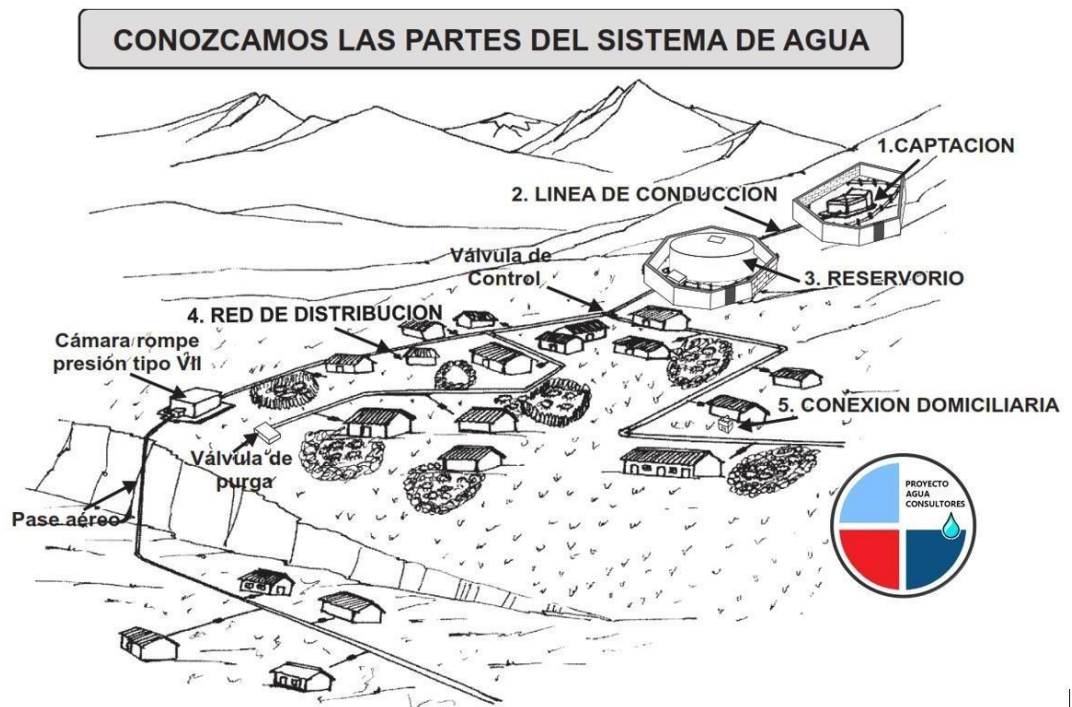 CONOZCAMOS LAS PARTES DEL SISTEMA DE AGUA
1.CAPTACION
2. LINEA DE CONDUCCION
Válvula de
Control
3. RESERVORIO
4. RED DE DISTRIBUCION
Cámara rompe
presión tipo VII
5. CONEXION DOMICILIARIA
Válvula de
purga
Pase aéreo
PROYECTO
AGUA
CONSULTORES